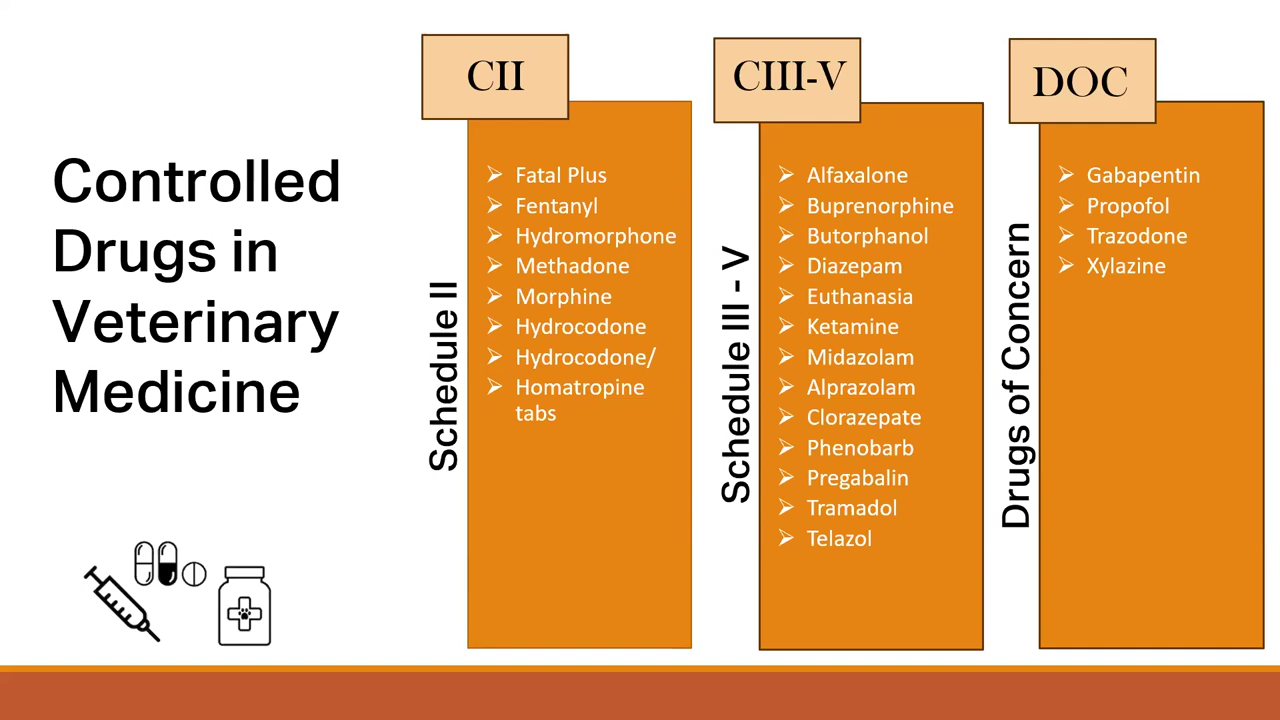 Controlled
Drugs in
Veterinary
Medicine
CII
Schedule II
Fatal Plus
Fentanyl
Hydromorphone
Methadone
Morphine
Hydrocodone
Hydrocodone/
Homatropine
tabs
CIII-V
Schedule III - V
Alfaxalone
Buprenorphine
Butorphanol
Diazepam
Euthanasia
Ketamine
Midazolam
Alprazolam
Clorazepate
Phenobarb
Pregabalin
Tramadol
Telazol
DOC
Drugs of Concern
Gabapentin
Propofol
Trazodone
Xylazine